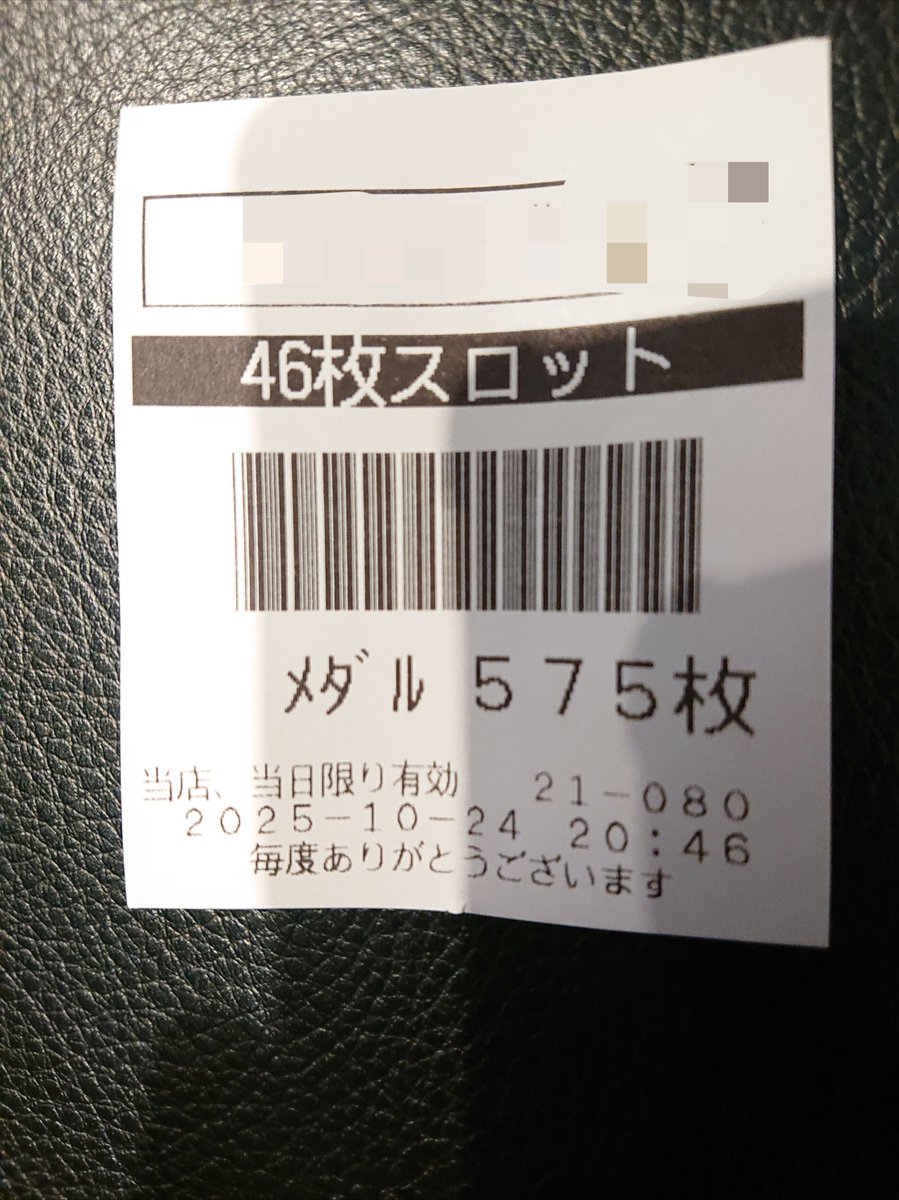 46枚スロット
ﾒﾀﾞﾙ 575枚
当店、当日限り有効 21-080
2025-10-24 20:46
毎度ありがとうございます